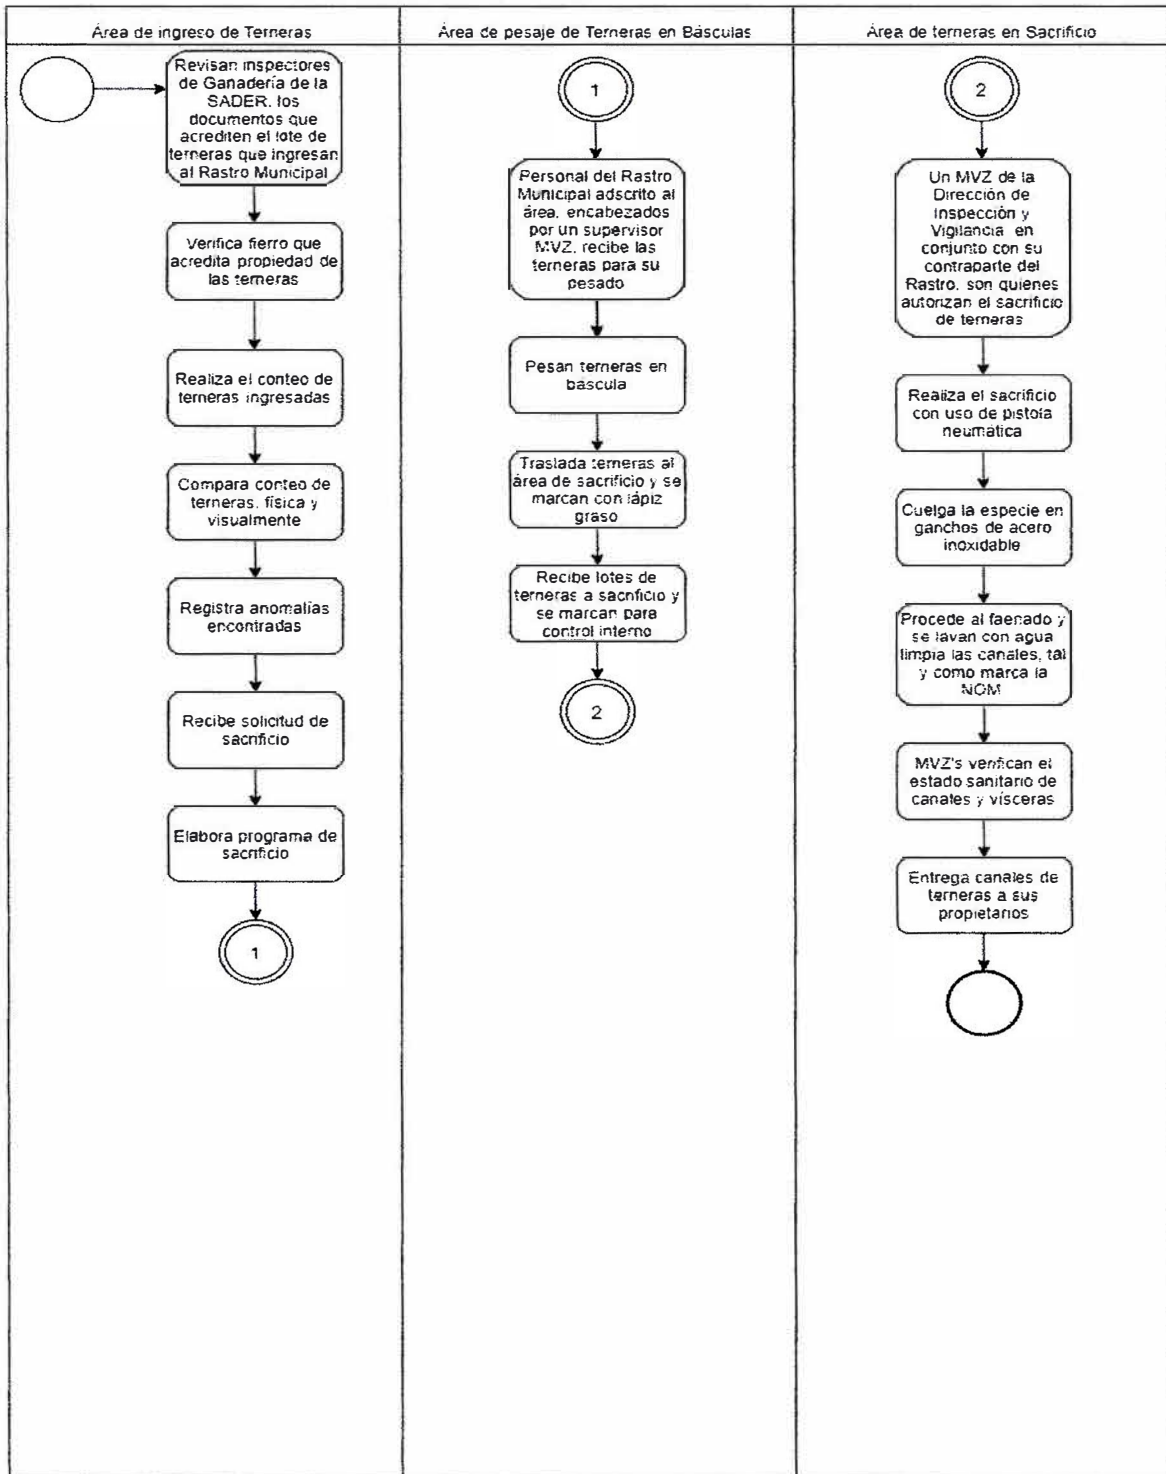 Área de ingreso de Terneras
Revisan inspectores
de Ganadería de la
SADER, los
documentos que
acrediten el lote de
terneras que ingresan
al Rastro Municipal
Verifica fierro que
acredita propiedad de
las terneras
Realiza el conteo de
terneras ingresadas
Compara conteo de
terneras, física y
visualmente
Registra anomalías
encontradas
Recibe solicitud de
sacrificio
Elabora programa de
sacrificio
1
Área de pesaje de Terneras en Básculas
1
Personal del Rastro
Municipal adscrito al
área, encabezados
por un supervisor
MVZ, recibe las
terneras para su
pesado
Pesan terneras en
báscula
Traslada terneras al
área de sacrificio y se
marcan con lápiz
graso
Recibe lotes de
terneras a sacrificio y
se marcan para
control interno
2
Área de terneras en Sacrificio
2
Un MVZ de la
Dirección de
Inspección y
Vigilancia en
conjunto con su
contraparte del
Rastro, son quienes
autorizan el sacrificio
de terneras
Realiza el sacrificio
con uso de pistola
neumática
Cuelga la especie en
ganchos de acero
inoxidable
Procede al faenado y
se lavan con agua
limpia las canales, tal
y como marca la
NOM
MVZ's verifican el
estado sanitario de
canales y vísceras
Entrega canales de
terneras a sus
propietarios